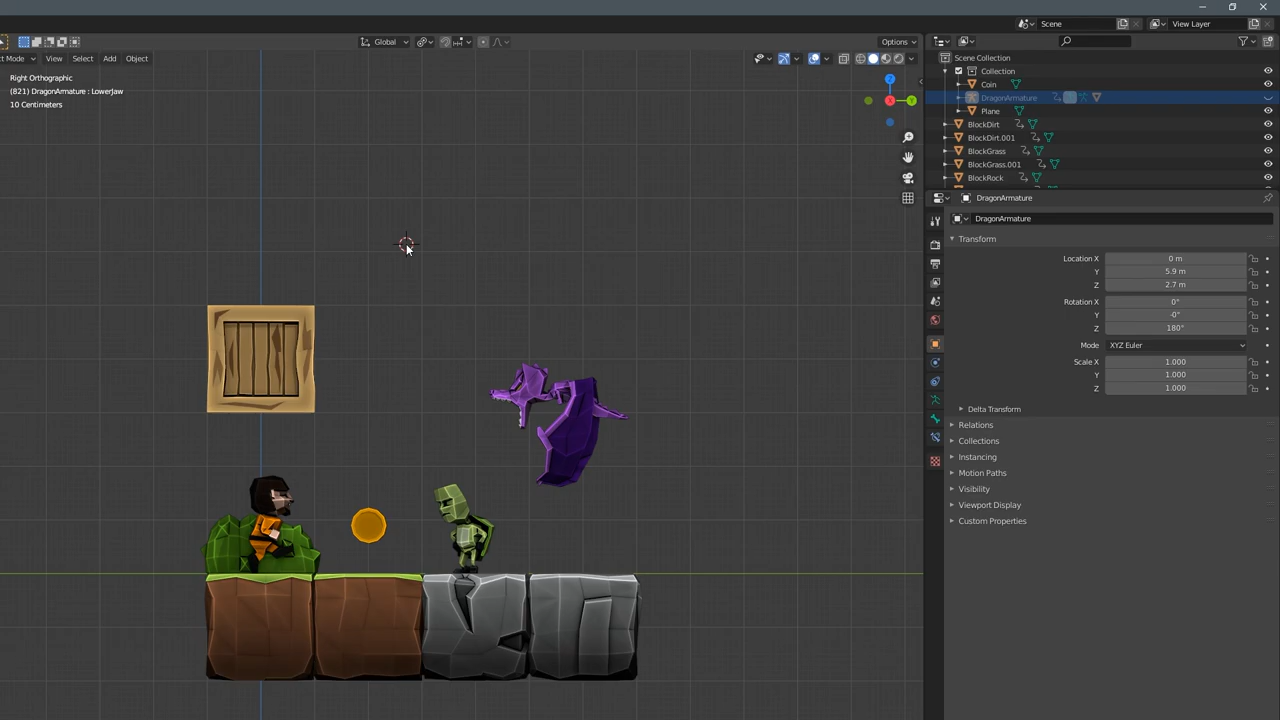 Scene
View Layer
Global
Options
ct Mode
View
Select
Add
Object
Right Orthographic
(821) DragonArmature : LowerJaw
10 Centimeters
Z
X
Y
Scene Collection
Collection
Coin
DragonArmature
Plane
BlockDirt
BlockDirt.001
BlockGrass
BlockGrass.001
BlockRock
DragonArmature
DragonArmature
Transform
Location X 0 m
Y 5.9 m
Z 2.7 m
Rotation X 0°
Y -0°
Z 180°
Mode XYZ Euler
Scale X 1.000
Y 1.000
Z 1.000
Delta Transform
Relations
Collections
Instancing
Motion Paths
Visibility
Viewport Display
Custom Properties